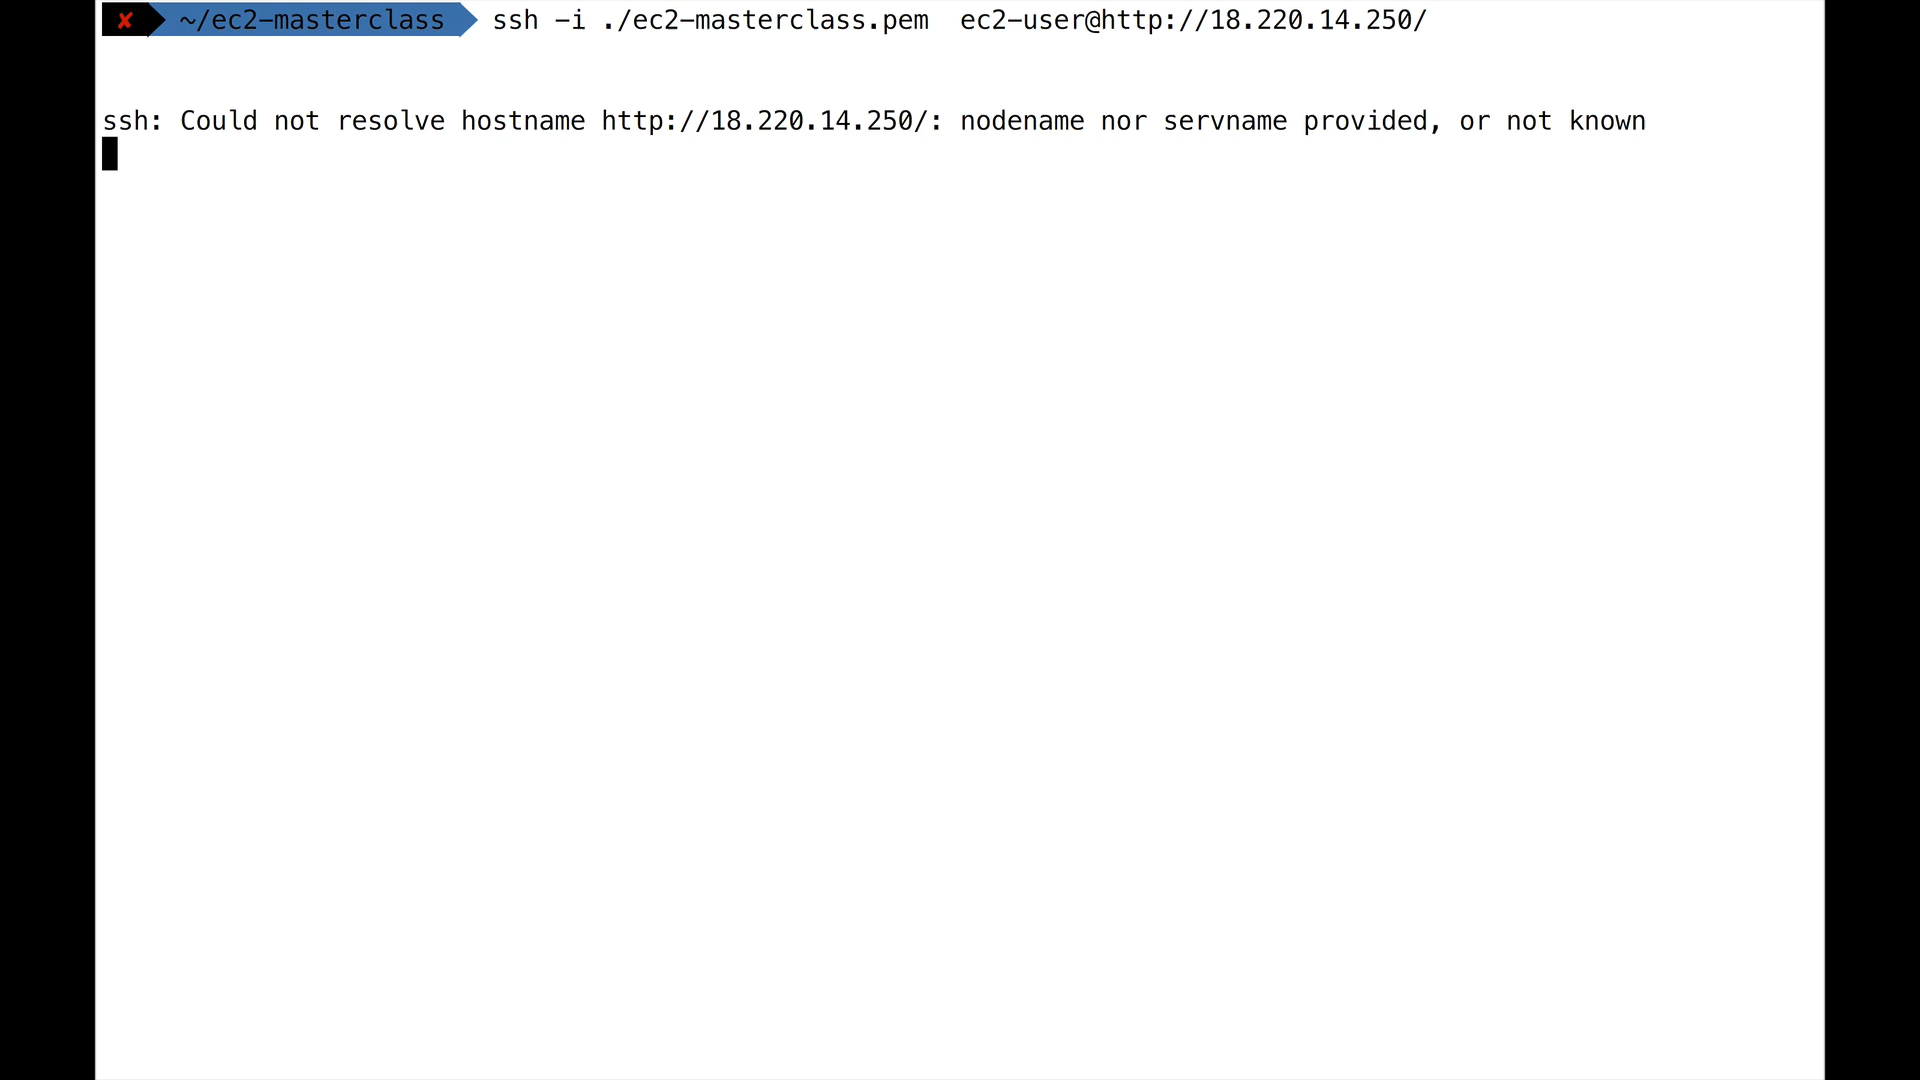 ✘ ~/ec2-masterclass ssh -i ./ec2-masterclass.pem  ec2-user@http://18.220.14.250/
ssh: Could not resolve hostname http://18.220.14.250/: nodename nor servname provided, or not known